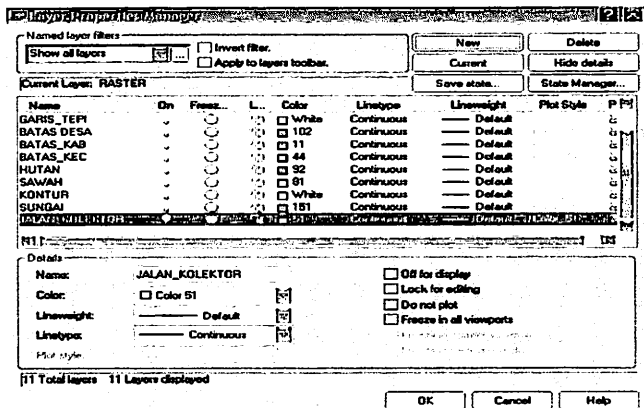 Layer Properties Manager
Named layer filters
Show all layers
...
Invert filter.
Apply to layers toolbar.
New
Delete
Current
Hide details
Save state...
State Manager...
Current Layer: RASTER
Name On Freez... L... Color Linetype Lineweight Plot Style P
GARIS_TEPI White Continuous Default
BATAS DESA 102 Continuous Default
BATAS_KAB 11 Continuous Default
BATAS_KEC 44 Continuous Default
HUTAN 92 Continuous Default
SAWAH 81 Continuous Default
KONTUR White Continuous Default
SUNGAI 151 Continuous Default
JALAN_KOLEKTOR
Details
Name: JALAN_KOLEKTOR
Color: Color 51
Lineweight: Default
Linetype: Continuous
Plot style:
Off for display
Lock for editing
Do not plot
Freeze in all viewports
11 Total layers 11 Layers displayed
OK
Cancel
Help